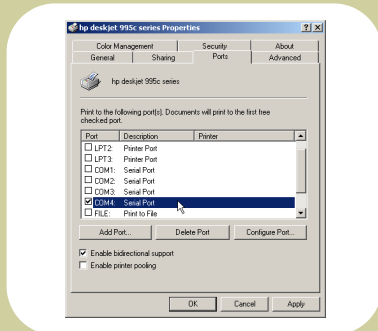 hp deskjet 995c series Properties
Color Management Security About
General Sharing Ports Advanced
hp deskjet 995c series
Print to the following port(s). Documents will print to the first free
checked port.
Port Description Printer
LPT2: Printer Port
LPT3: Printer Port
COM1: Serial Port
COM2: Serial Port
COM3: Serial Port
COM4: Serial Port
FILE: Print to File
Add Port... Delete Port Configure Port...
Enable bidirectional support
Enable printer pooling
OK Cancel Apply